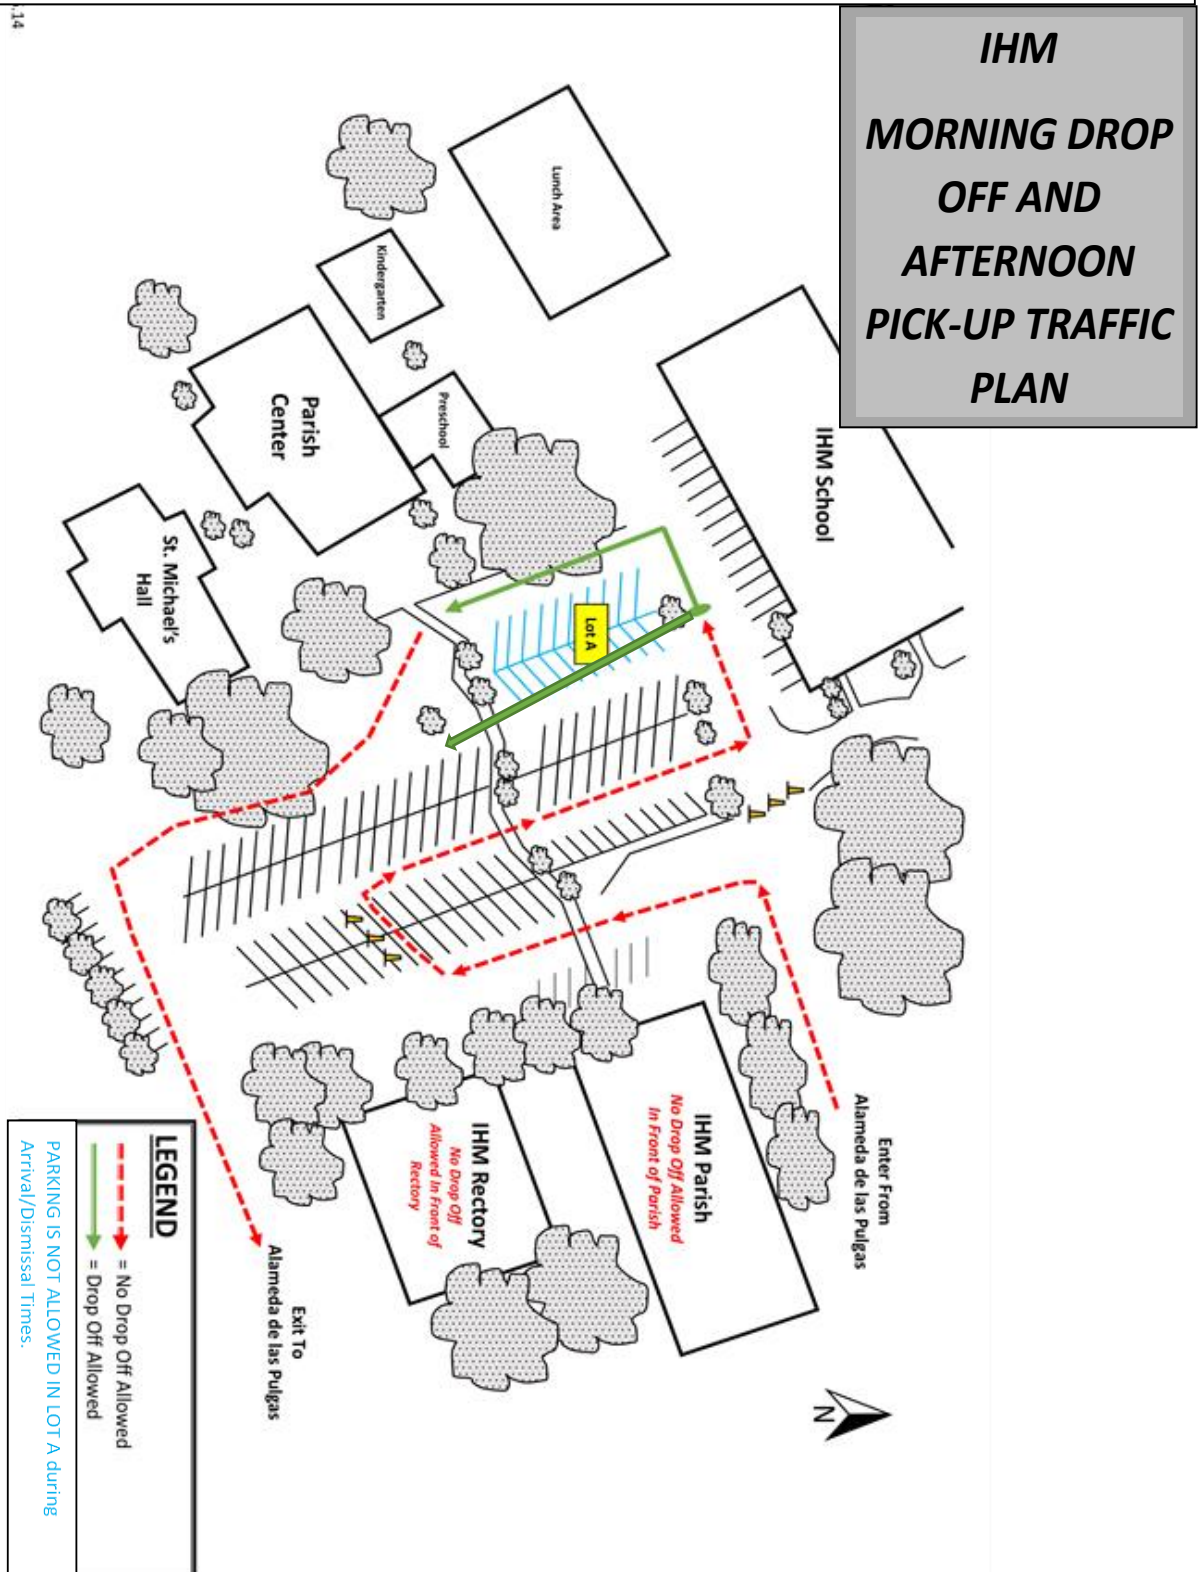 IHM
MORNING DROP
OFF AND
AFTERNOON
PICK-UP TRAFFIC
PLAN
Lunch Area
Kindergarten
Preschool
Parish
Center
St. Michael's
Hall
IHM School
Lot A
Enter From
Alameda de las Pulgas
IHM Parish
No Drop Off Allowed
In Front of Parish
IHM Rectory
No Drop Off
Allowed In Front of
Rectory
Exit To
Alameda de las Pulgas
N
LEGEND
= No Drop Off Allowed
= Drop Off Allowed
PARKING IS NOT ALLOWED IN LOT A during
Arrival/Dismissal Times.